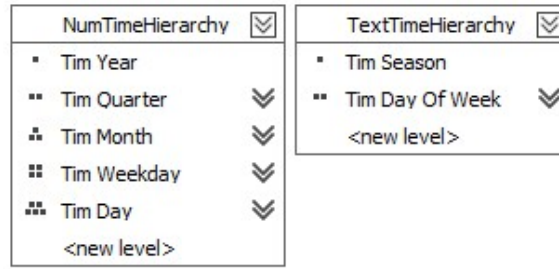 NumTimeHierarchy
Tim Year
Tim Quarter
Tim Month
Tim Weekday
Tim Day
<new level>
TextTimeHierarchy
Tim Season
Tim Day Of Week
<new level>